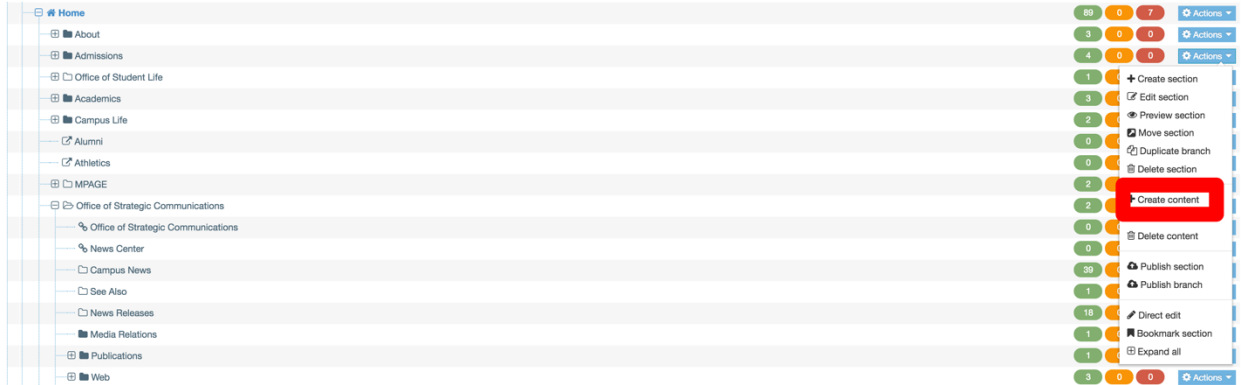 Home 89 0 7 Actions
About 3 0 0 Actions
Admissions 4 0 0 Actions
Office of Student Life 1
Academics 3
Campus Life 2
Alumni 0
Athletics 0
MPAGE 2
Office of Strategic Communications 2
Office of Strategic Communications 0
News Center 0
Campus News 39
See Also 1
News Releases 18
Media Relations 1
Publications 1
Web 3 0 0 Actions
Create section
Edit section
Preview section
Move section
Duplicate branch
Delete section
Create content
Delete content
Publish section
Publish branch
Direct edit
Bookmark section
Expand all